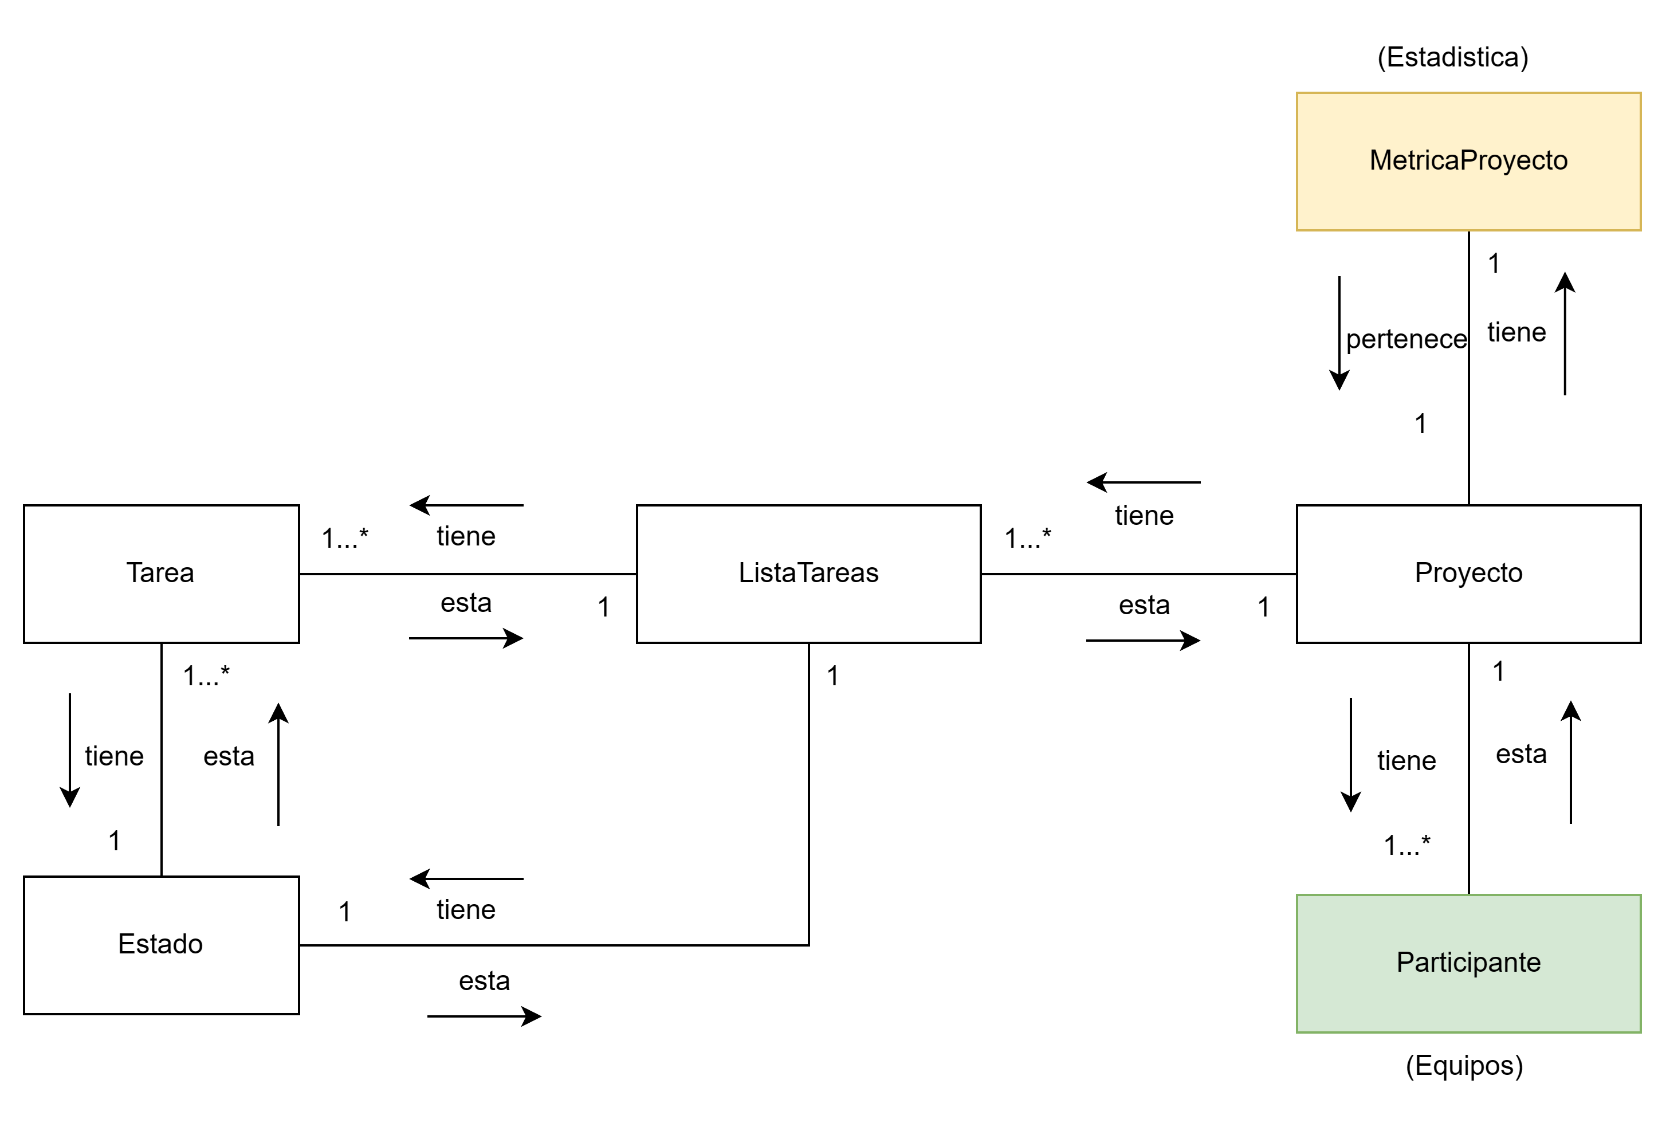 (Estadistica)
MetricaProyecto
1
pertenece
tiene
1
tiene
tiene
1...*
1...*
Tarea
ListaTareas
Proyecto
esta
1
esta
1
1...*
1
1
tiene
esta
tiene
esta
1
1...*
1
tiene
Estado
Participante
esta
(Equipos)